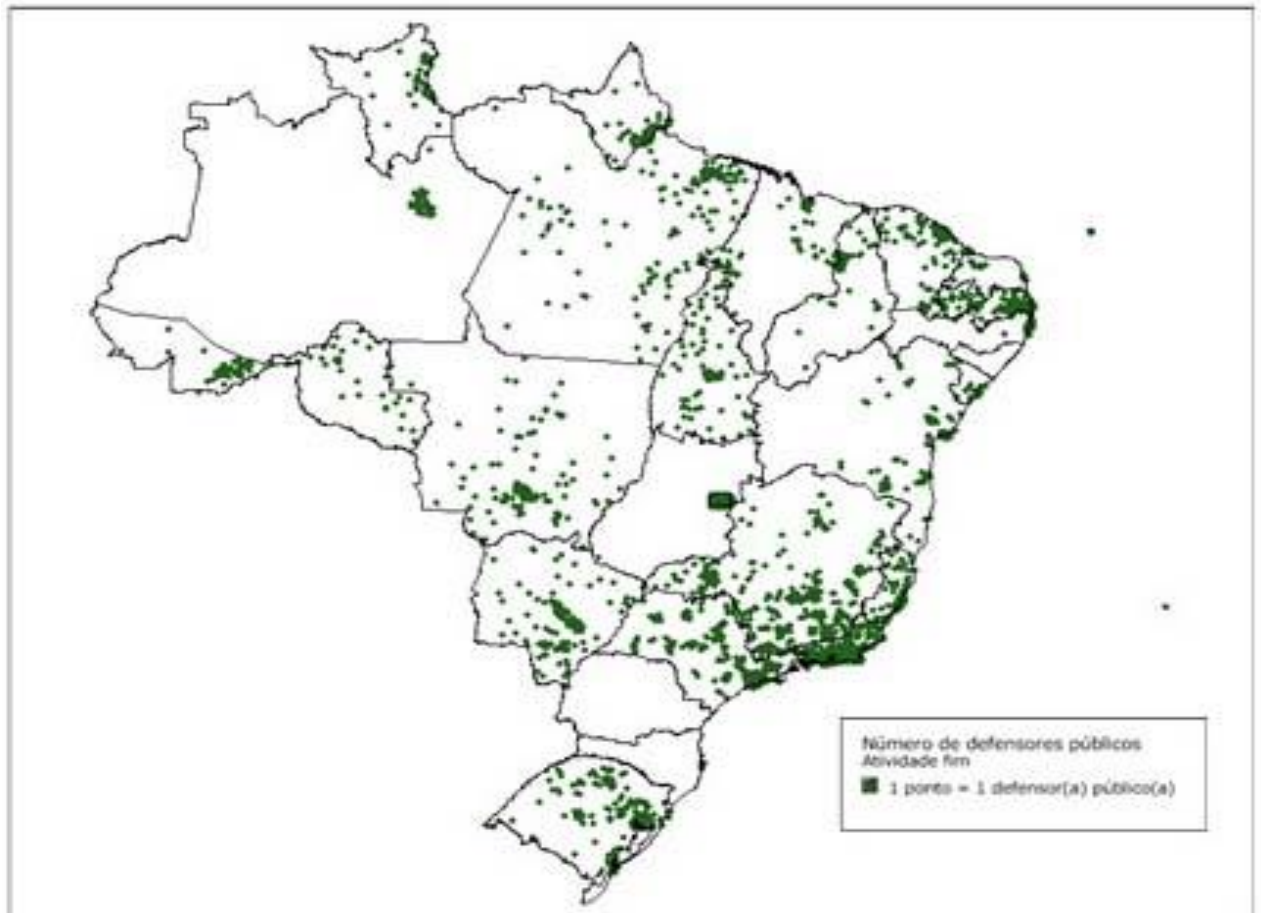 Número de defensores públicos
Atividade fim
1 ponto = 1 defensor(a) público(a)